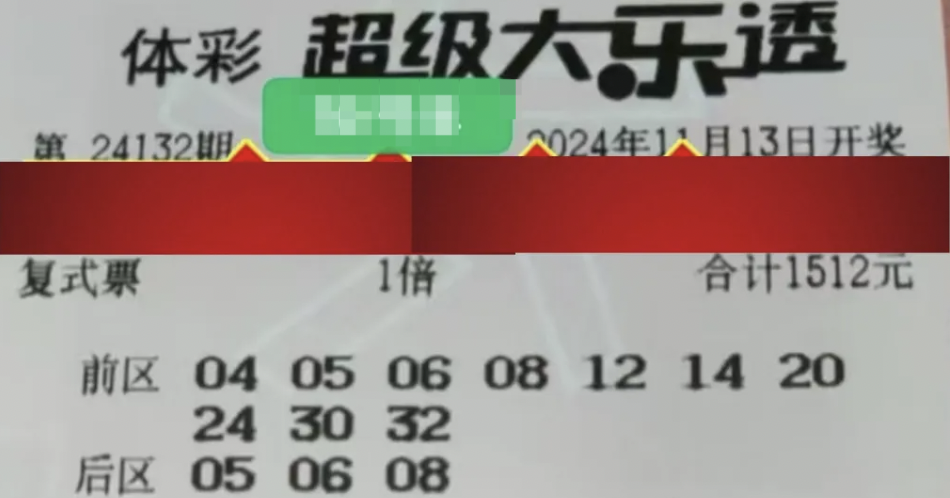 体彩 超级大乐透
第 24132期 2024年11月13日开奖
复式票 1倍 合计1512元
前区 04 05 06 08 12 14 20
24 30 32
后区 05 06 08